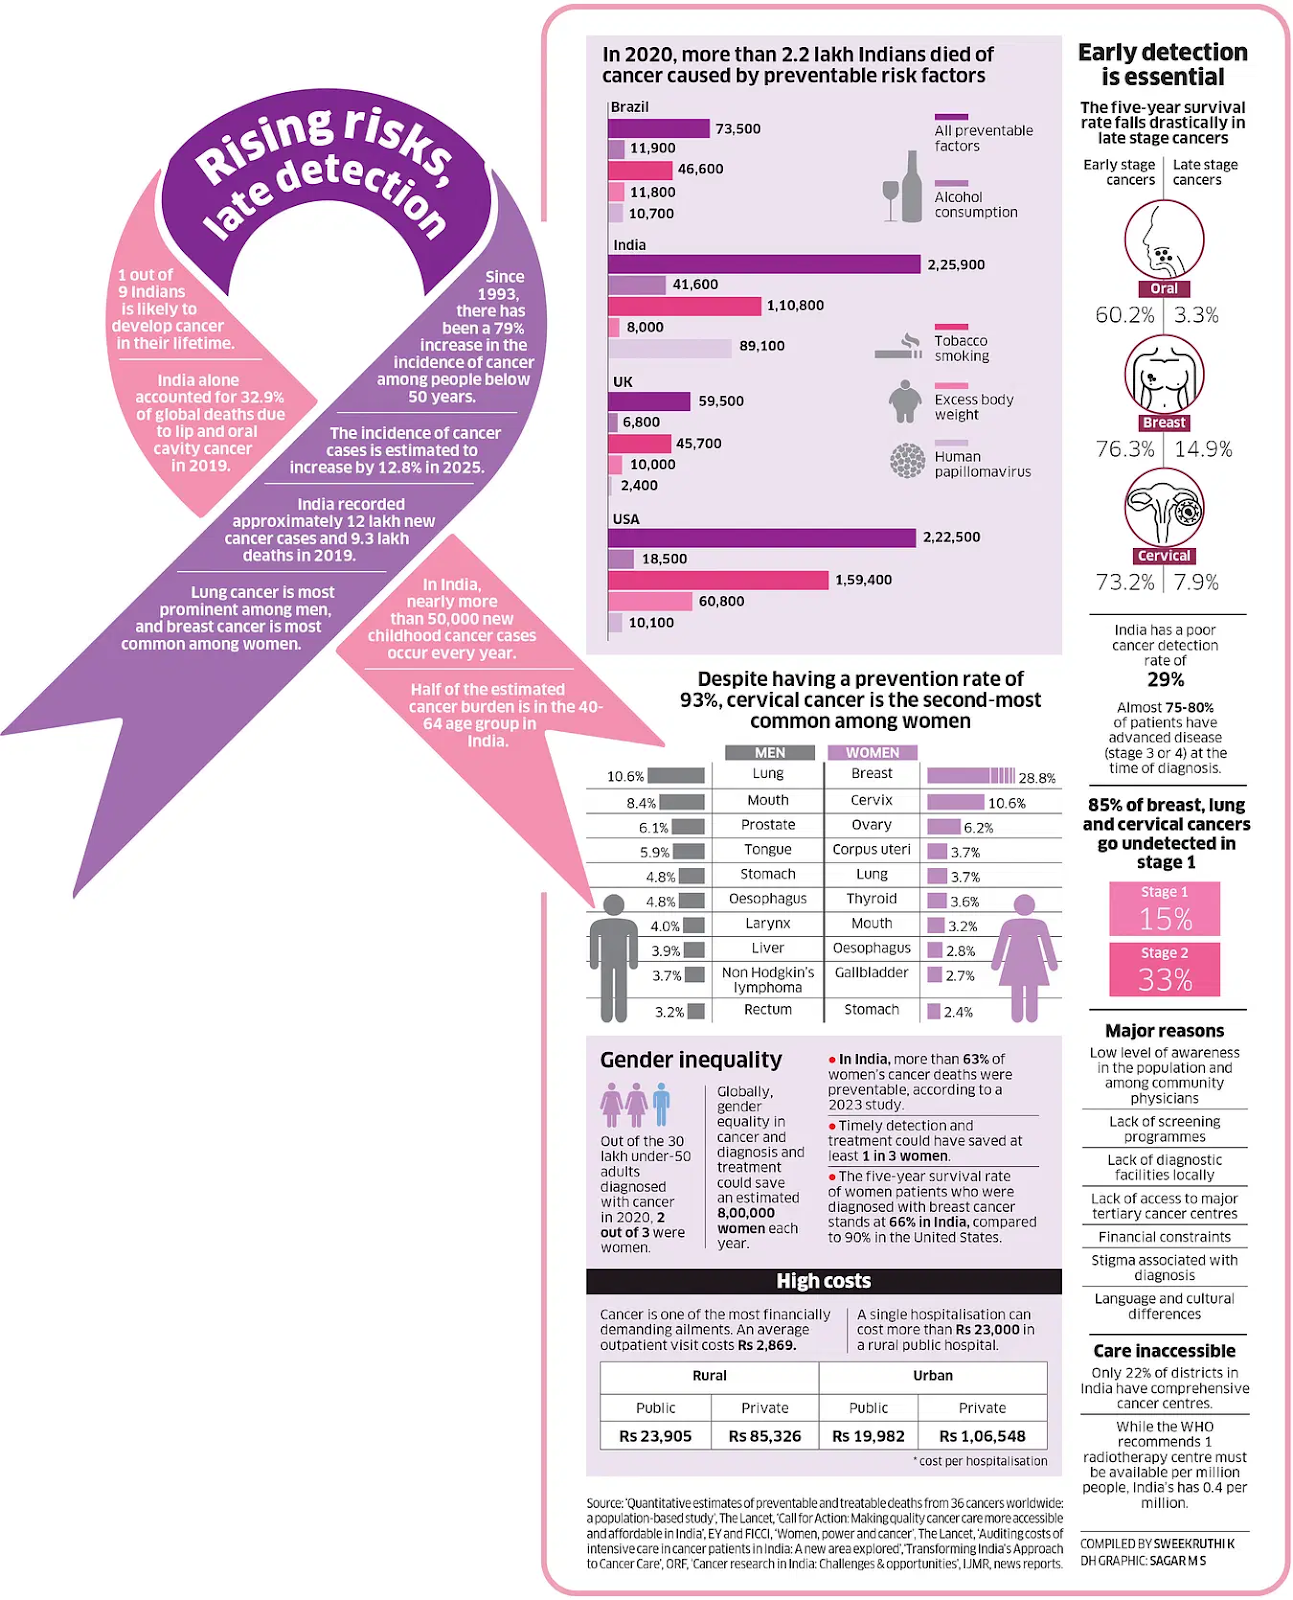 Rising risks,
late detection
1 out of
9 Indians
is likely to
develop cancer
in their lifetime.
India alone
accounted for 32.9%
of global deaths due
to lip and oral
cavity cancer
in 2019.
Since
1993,
there has
been a 79%
increase in the
incidence of cancer
among people below
50 years.
The incidence of cancer
cases is estimated to
increase by 12.8% in 2025.
India recorded
approximately 12 lakh new
cancer cases and 9.3 lakh
deaths in 2019.
Lung cancer is most
prominent among men,
and breast cancer is most
common among women.
In India,
nearly more
than 50,000 new
childhood cancer cases
occur every year.
Half of the estimated
cancer burden is in the 40-
64 age group in
India.
In 2020, more than 2.2 lakh Indians died of
cancer caused by preventable risk factors
Brazil
73,500
11,900
46,600
11,800
10,700
India
2,25,900
41,600
1,10,800
8,000
89,100
UK
59,500
6,800
45,700
10,000
2,400
USA
2,22,500
18,500
1,59,400
60,800
10,100
All preventable
factors
Alcohol
consumption
Tobacco
smoking
Excess body
weight
Human
papillomavirus
Despite having a prevention rate of
93%, cervical cancer is the second-most
common among women
MEN WOMEN
10.6% Lung Breast 28.8%
8.4% Mouth Cervix 10.6%
6.1% Prostate Ovary 6.2%
5.9% Tongue Corpus uteri 3.7%
4.8% Stomach Lung 3.7%
4.8% Oesophagus Thyroid 3.6%
4.0% Larynx Mouth 3.2%
3.9% Liver Oesophagus 2.8%
3.7% Non Hodgkin's Gallbladder 2.7%
lymphoma
3.2% Rectum Stomach 2.4%
Gender inequality
Out of the 30
lakh under-50
adults
diagnosed
with cancer
in 2020, 2
out of 3 were
women.
Globally,
gender
equality in
cancer and
diagnosis and
treatment
could save
an estimated
8,00,000
women each
year.
• In India, more than 63% of
women's cancer deaths were
preventable, according to a
2023 study.
• Timely detection and
treatment could have saved at
least 1 in 3 women.
• The five-year survival rate
of women patients who were
diagnosed with breast cancer
stands at 66% in India, compared
to 90% in the United States.
High costs
Cancer is one of the most financially
demanding ailments. An average
outpatient visit costs Rs 2,869.
A single hospitalisation can
cost more than Rs 23,000 in
a rural public hospital.
Rural Urban
Public Private Public Private
Rs 23,905 Rs 85,326 Rs 19,982 Rs 1,06,548
* cost per hospitalisation
Source: 'Quantitative estimates of preventable and treatable deaths from 36 cancers worldwide:
a population-based study', The Lancet, 'Call for Action: Making quality cancer care more accessible
and affordable in India', EY and FICCI, 'Women, power and cancer', The Lancet, 'Auditing costs of
intensive care in cancer patients in India: A new area explored', 'Transforming India's Approach
to Cancer Care', ORF, 'Cancer research in India: Challenges & opportunities', IJMR, news reports.
Early detection
is essential
The five-year survival
rate falls drastically in
late stage cancers
Early stage Late stage
cancers cancers
Oral
60.2% 3.3%
Breast
76.3% 14.9%
Cervical
73.2% 7.9%
India has a poor
cancer detection
rate of
29%
Almost 75-80%
of patients have
advanced disease
(stage 3 or 4) at the
time of diagnosis.
85% of breast, lung
and cervical cancers
go undetected in
stage 1
Stage 1
15%
Stage 2
33%
Major reasons
Low level of awareness
in the population and
among community
physicians
Lack of screening
programmes
Lack of diagnostic
facilities locally
Lack of access to major
tertiary cancer centres
Financial constraints
Stigma associated with
diagnosis
Language and cultural
differences
Care inaccessible
Only 22% of districts in
India have comprehensive
cancer centres.
While the WHO
recommends 1
radiotherapy centre must
be available per million
people, India's has 0.4 per
million.
COMPILED BY SWEEKRUTHI K
DH GRAPHIC: SAGAR M S